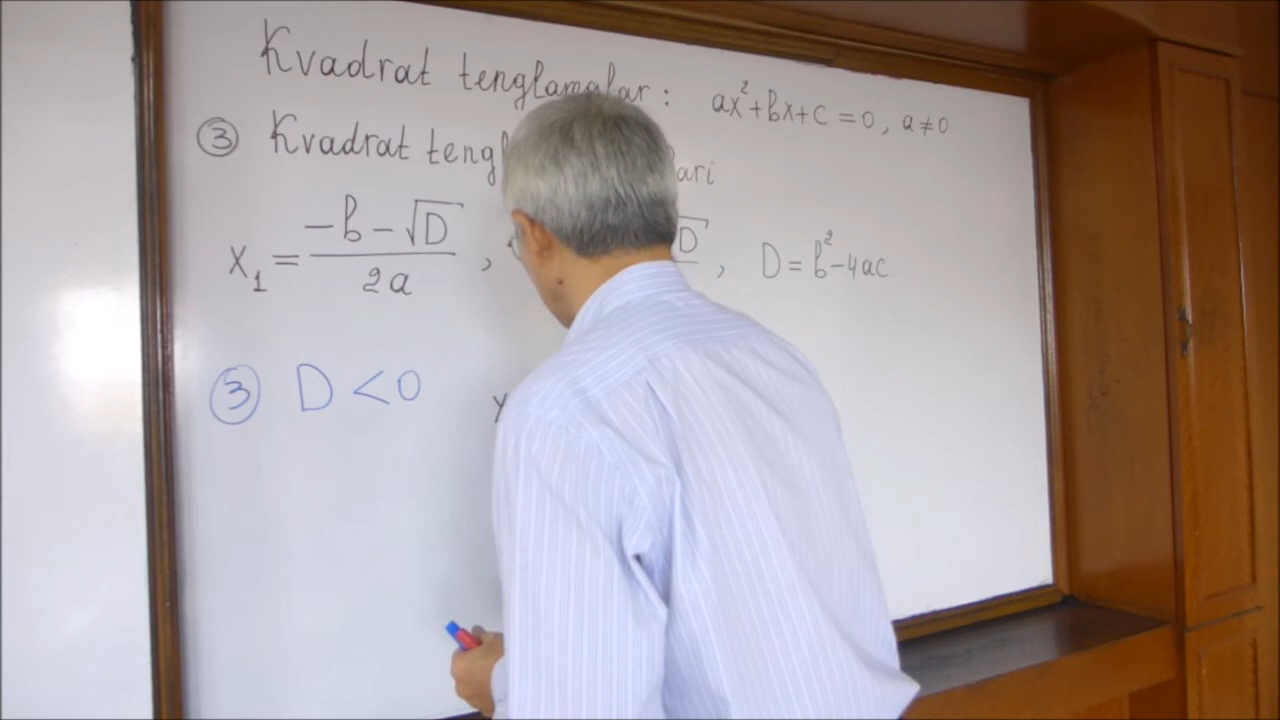 Kvadrat tenglamalar: ax²+bx+c=0, a≠0
③ Kvadrat tengl ari
x₁ = (-b-√D)/2a, √D, D=b²-4ac
③ D<0